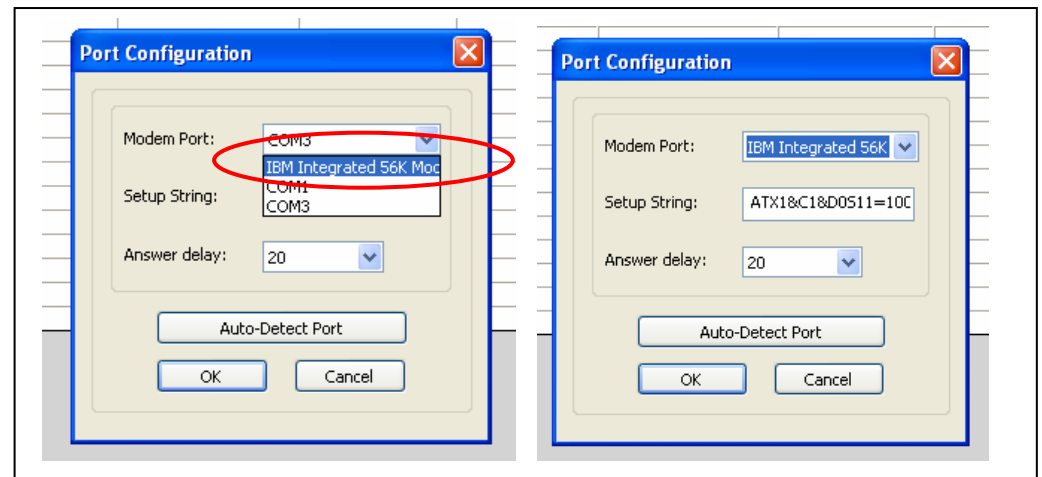 Port Configuration
Modem Port:
COM3
IBM Integrated 56K Mod
COM1
COM3
Setup String:
Answer delay:
20
Auto-Detect Port
OK Cancel
Port Configuration
Modem Port:
IBM Integrated 56K
Setup String:
ATX1&C1&D0S11=100
Answer delay:
20
Auto-Detect Port
OK Cancel